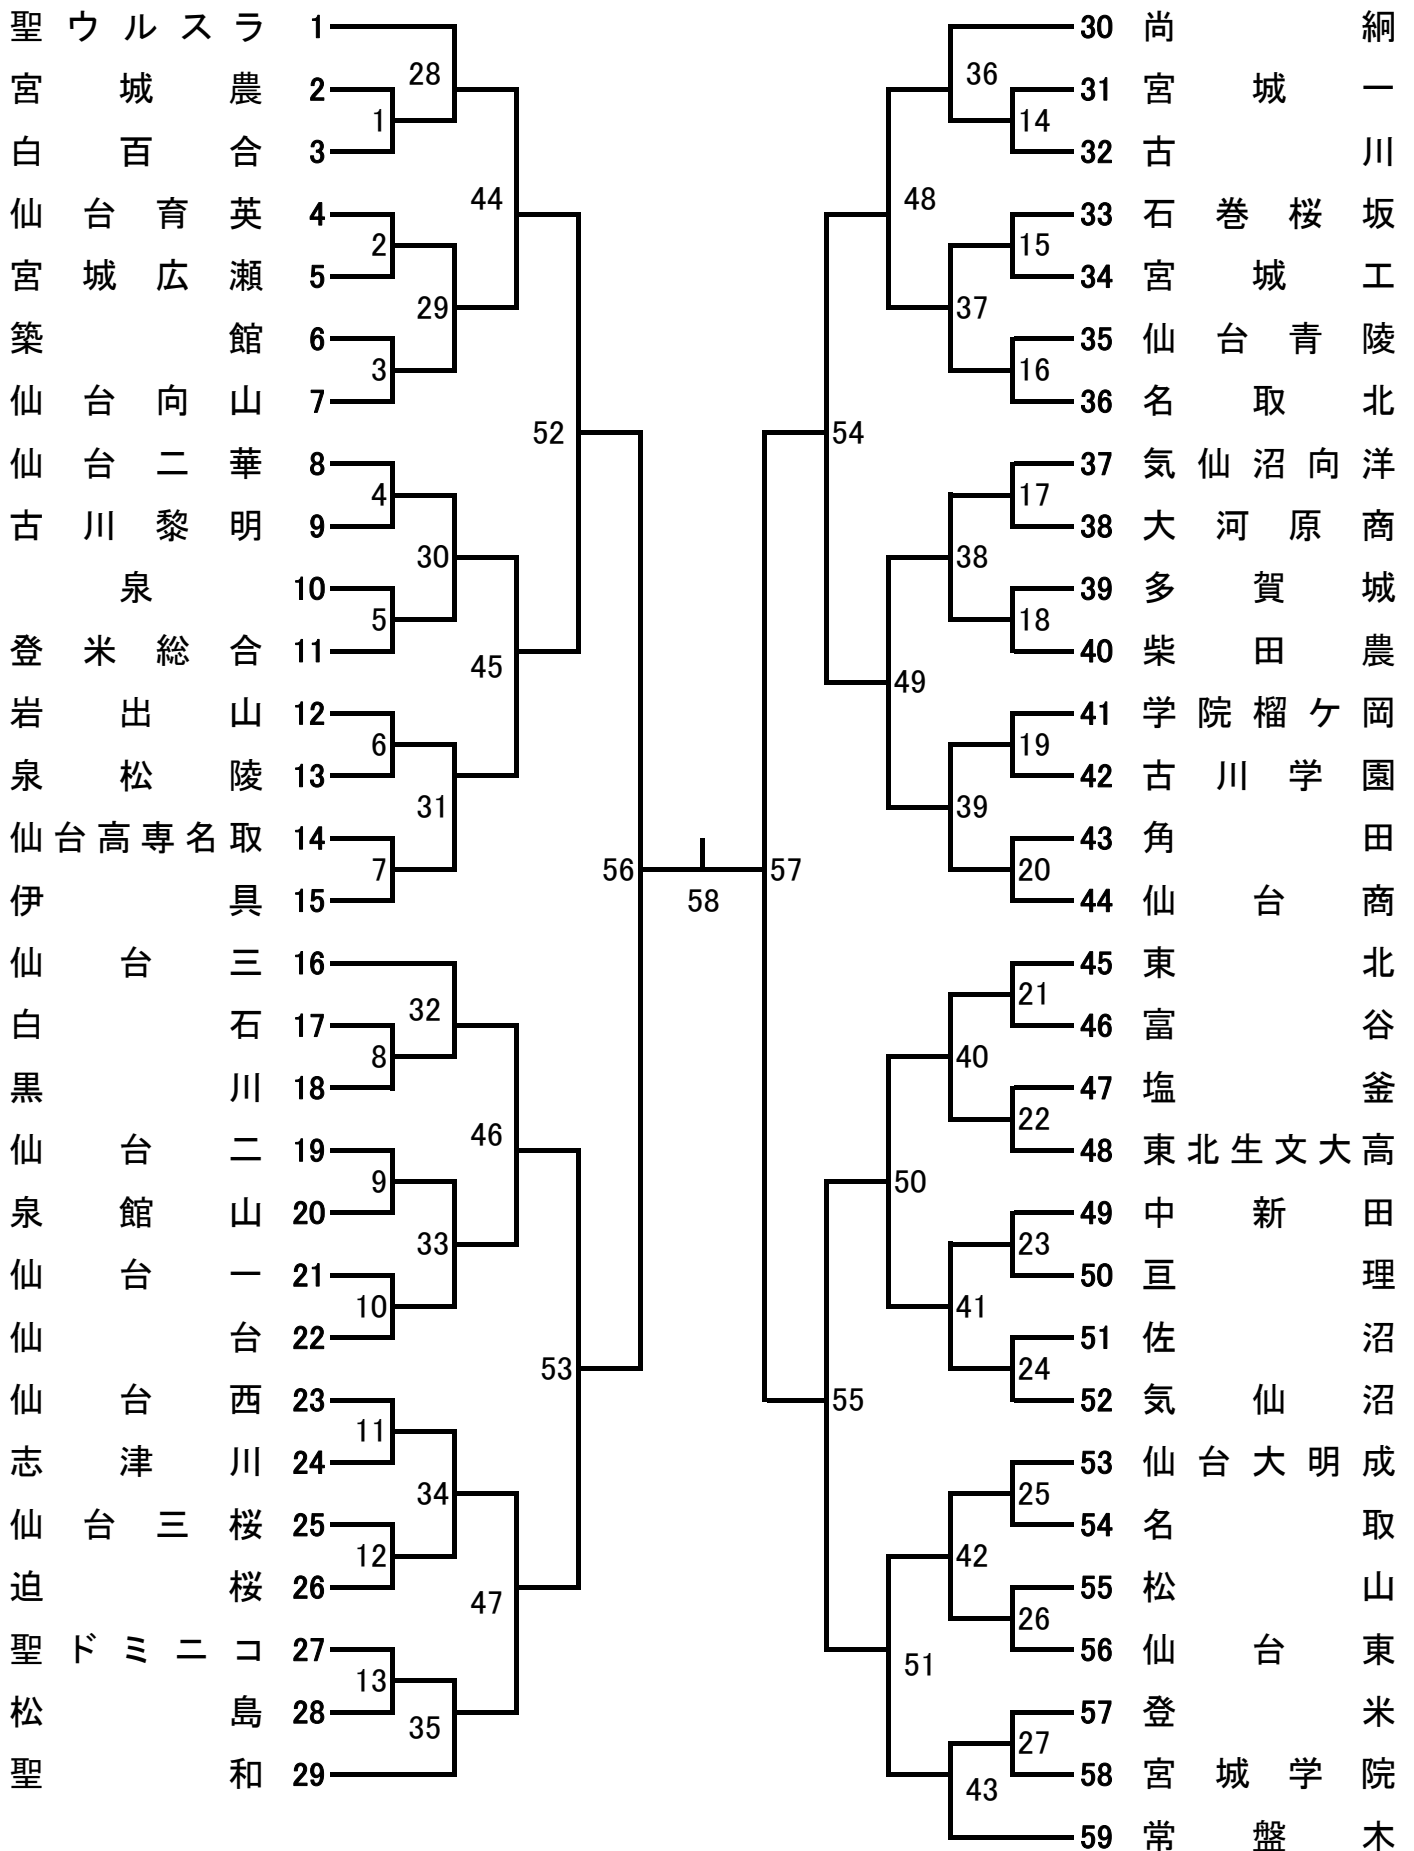 聖ウルスラ 1
28
宮城農 2
1
白百合 3
44
仙台育英 4
2
宮城広瀬 5
29
築館 6
3
仙台向山 7
52
仙台二華 8
4
古川黎明 9
30
泉 10
5
登米総合 11
45
岩出山 12
6
泉松陵 13
31
仙台高専名取 14
7
伊具 15
56
58
仙台三 16
32
白石 17
8
黒川 18
46
仙台二 19
9
泉館山 20
33
仙台一 21
10
仙台 22
53
仙台西 23
11
志津川 24
34
仙台三桜 25
12
迫桜 26
47
聖ドミニコ 27
13
松島 28
35
聖和 29
30 尚絅
36
31 宮城一
14
32 古川
48
33 石巻桜坂
15
34 宮城工
37
35 仙台青陵
16
36 名取北
54
37 気仙沼向洋
17
38 大河原商
38
39 多賀城
18
40 柴田農
49
41 学院榴ケ岡
19
42 古川学園
39
43 角田
20
44 仙台商
57
45 東北
21
46 富谷
40
47 塩釜
22
48 東北生文大高
50
49 中新田
23
50 亘理
41
51 佐沼
24
52 気仙沼
55
53 仙台大明成
25
54 名取
42
55 松山
26
56 仙台東
51
57 登米
27
58 宮城学院
43
59 常盤木